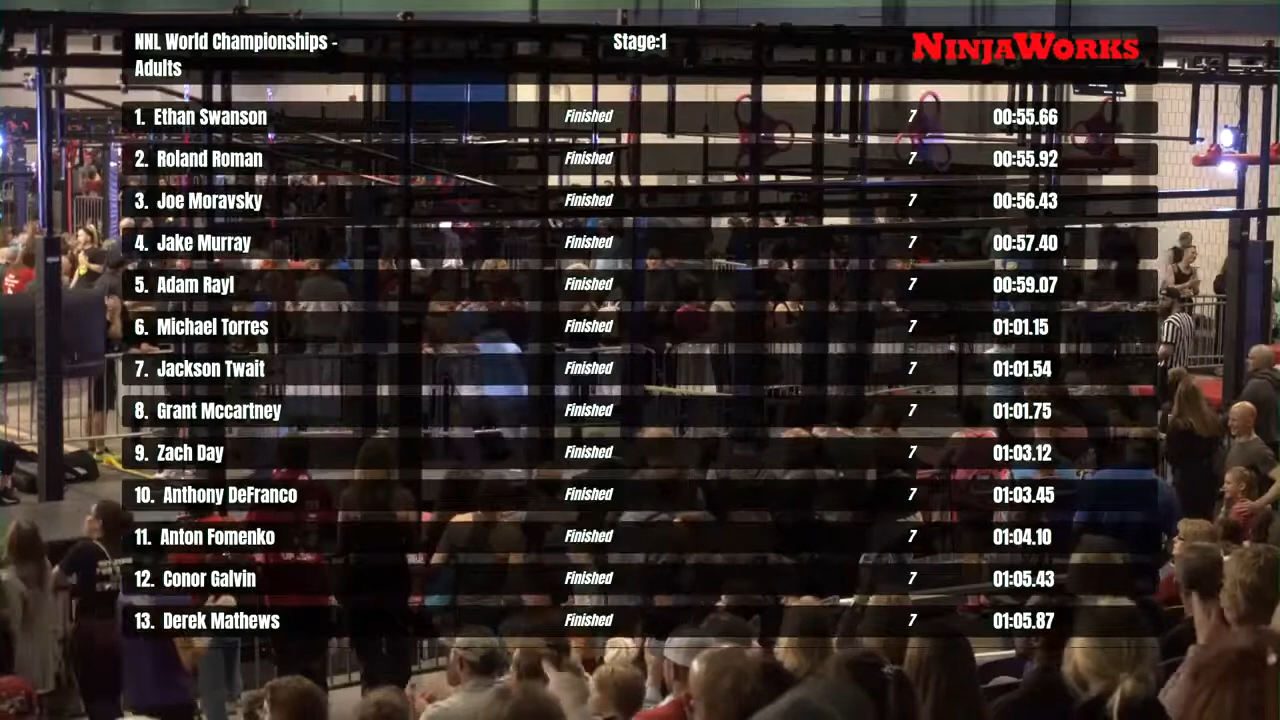 NNL World Championships - Stage:1 NINJAWORKS
Adults
1. Ethan Swanson Finished 7 00:55.66
2. Roland Roman Finished 7 00:55.92
3. Joe Moravsky Finished 7 00:56.43
4. Jake Murray Finished 7 00:57.40
5. Adam Rayl Finished 7 00:59.07
6. Michael Torres Finished 7 01:01.15
7. Jackson Twait Finished 7 01:01.54
8. Grant Mccartney Finished 7 01:01.75
9. Zach Day Finished 7 01:03.12
10. Anthony DeFranco Finished 7 01:03.45
11. Anton Fomenko Finished 7 01:04.10
12. Conor Galvin Finished 7 01:05.43
13. Derek Mathews Finished 7 01:05.87